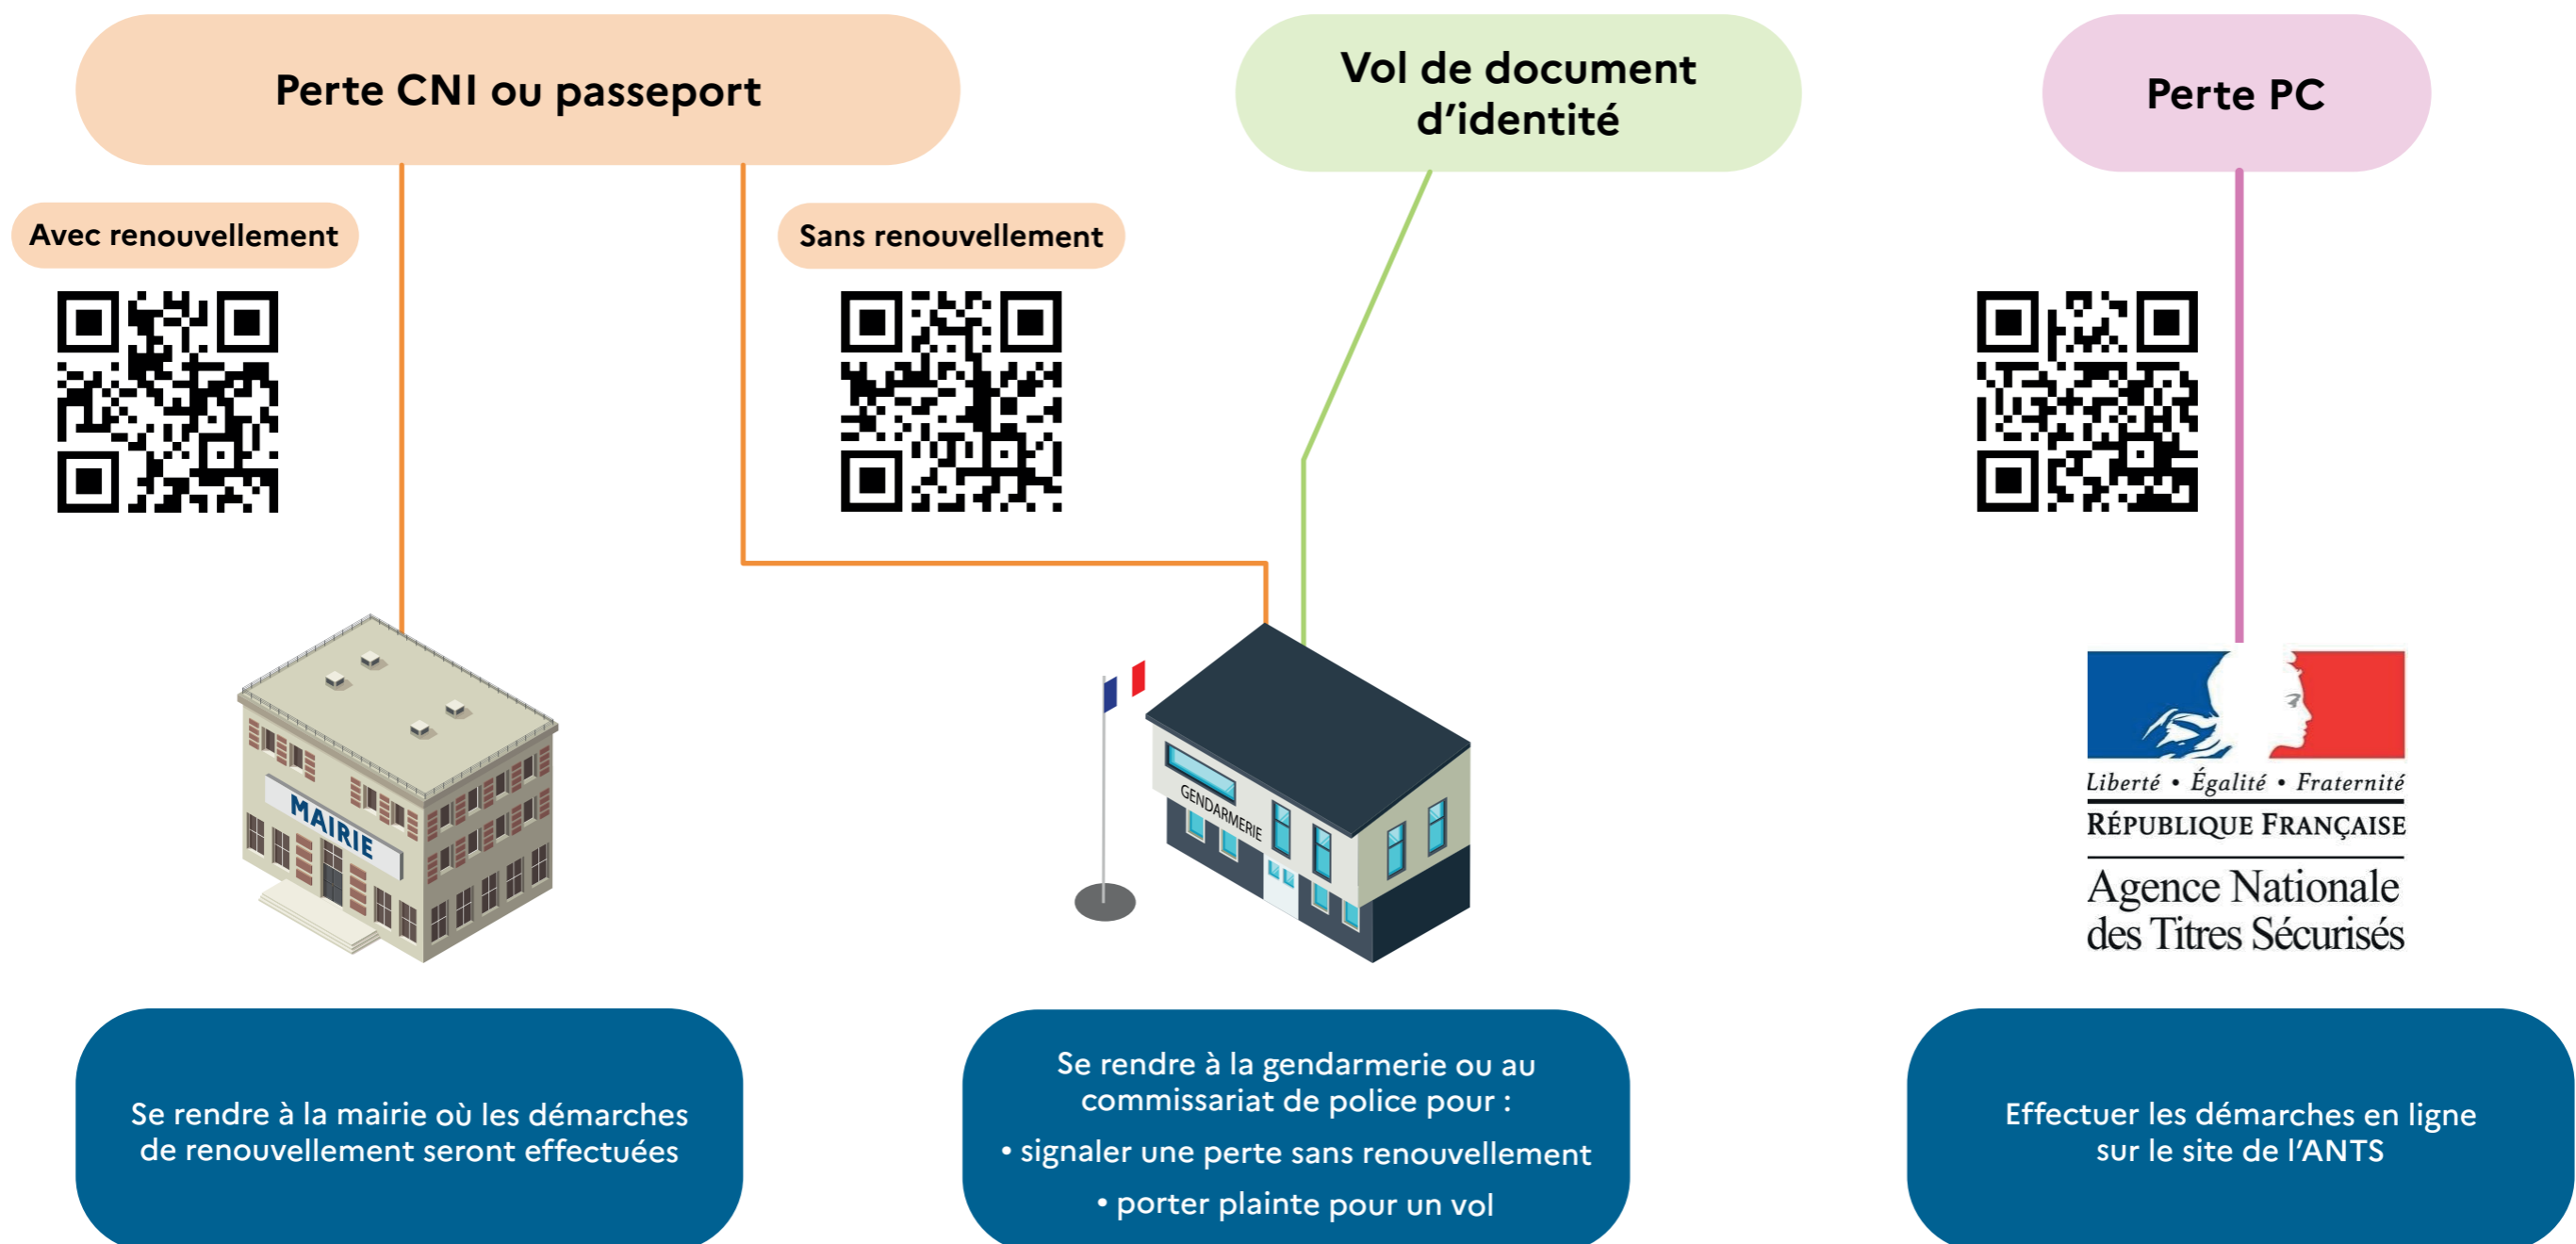 Perte CNI ou passeport
Vol de document
d'identité
Perte PC
Avec renouvellement
Sans renouvellement
MAIRIE
GENDARMERIE
Liberté • Égalité • Fraternité
RÉPUBLIQUE FRANÇAISE
Agence Nationale
des Titres Sécurisés
Se rendre à la mairie où les démarches
de renouvellement seront effectuées
Se rendre à la gendarmerie ou au
commissariat de police pour :
• signaler une perte sans renouvellement
• porter plainte pour un vol
Effectuer les démarches en ligne
sur le site de l'ANTS